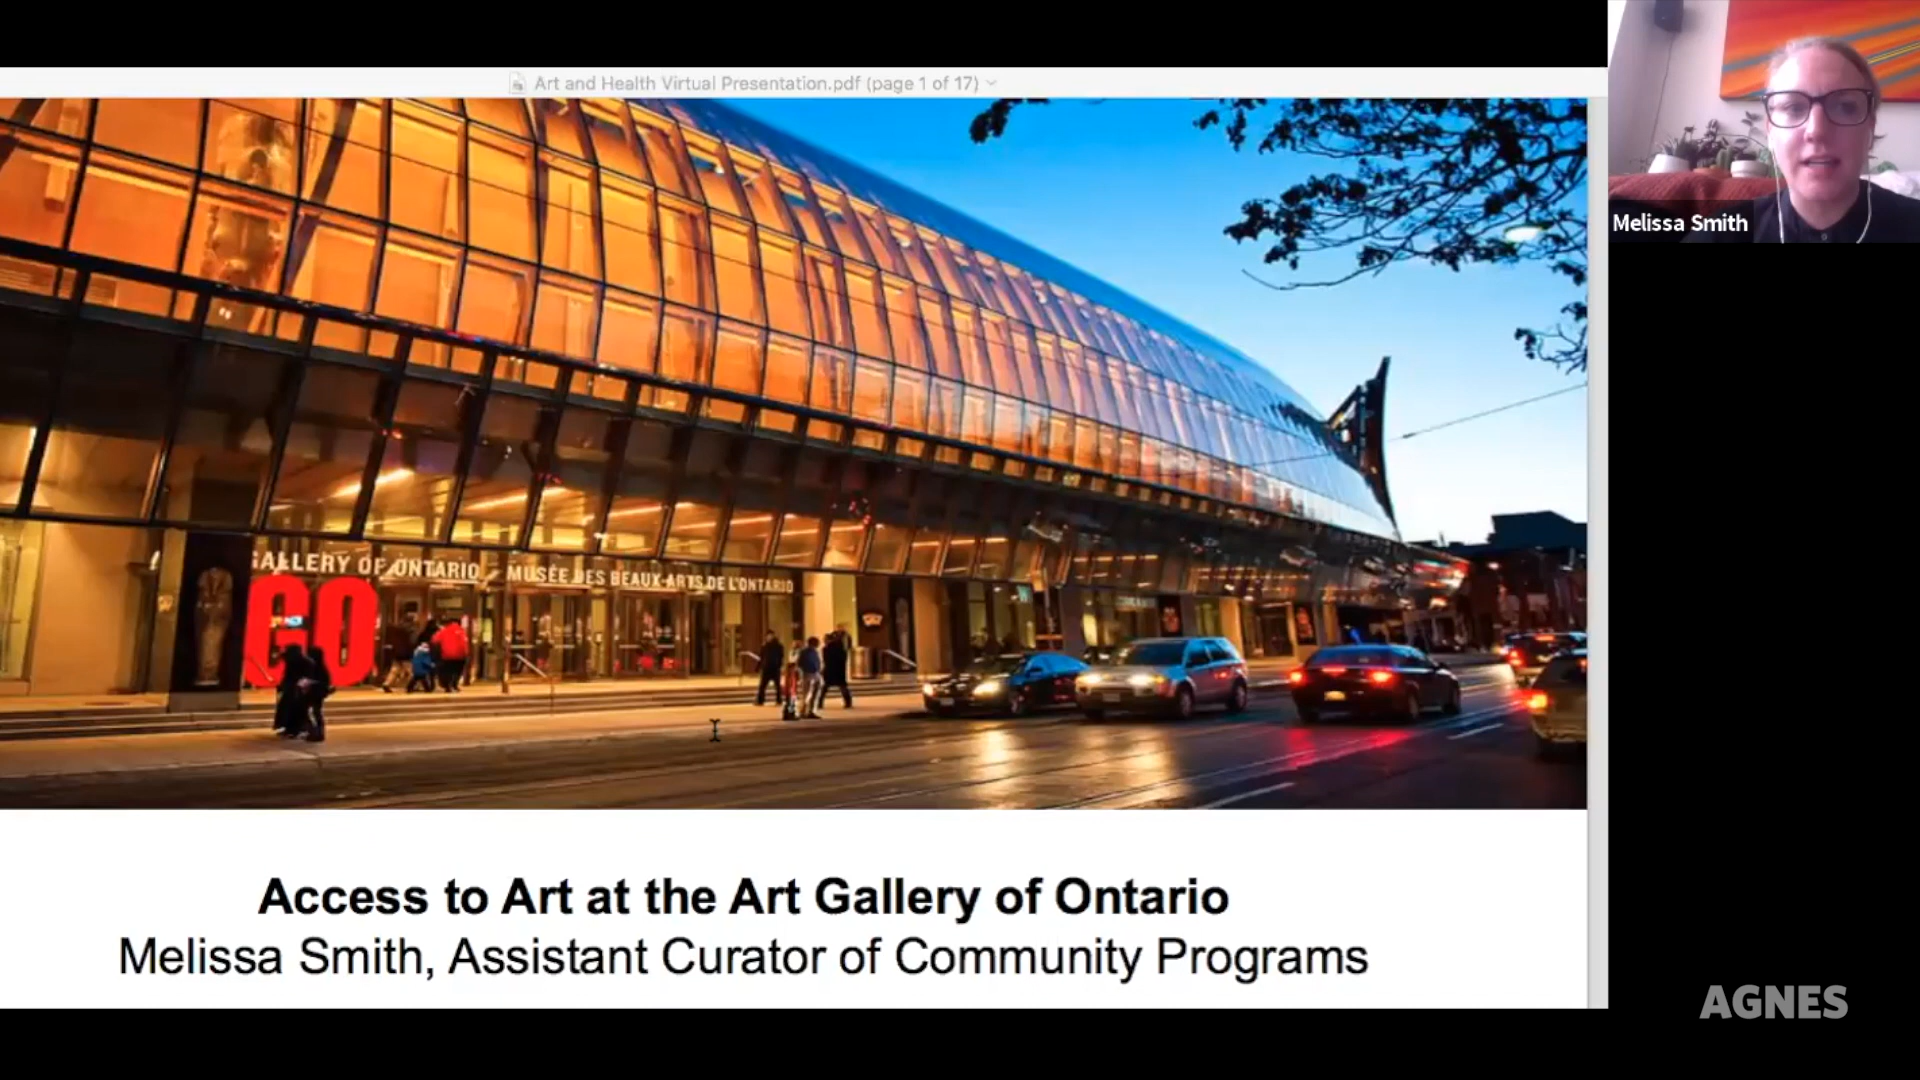 Art and Health Virtual Presentation.pdf (page 1 of 17)
Melissa Smith
GALLERY OF ONTARIO MUSÉE DES BEAUX-ARTS DE L'ONTARIO
GO
Access to Art at the Art Gallery of Ontario
Melissa Smith, Assistant Curator of Community Programs
AGNES